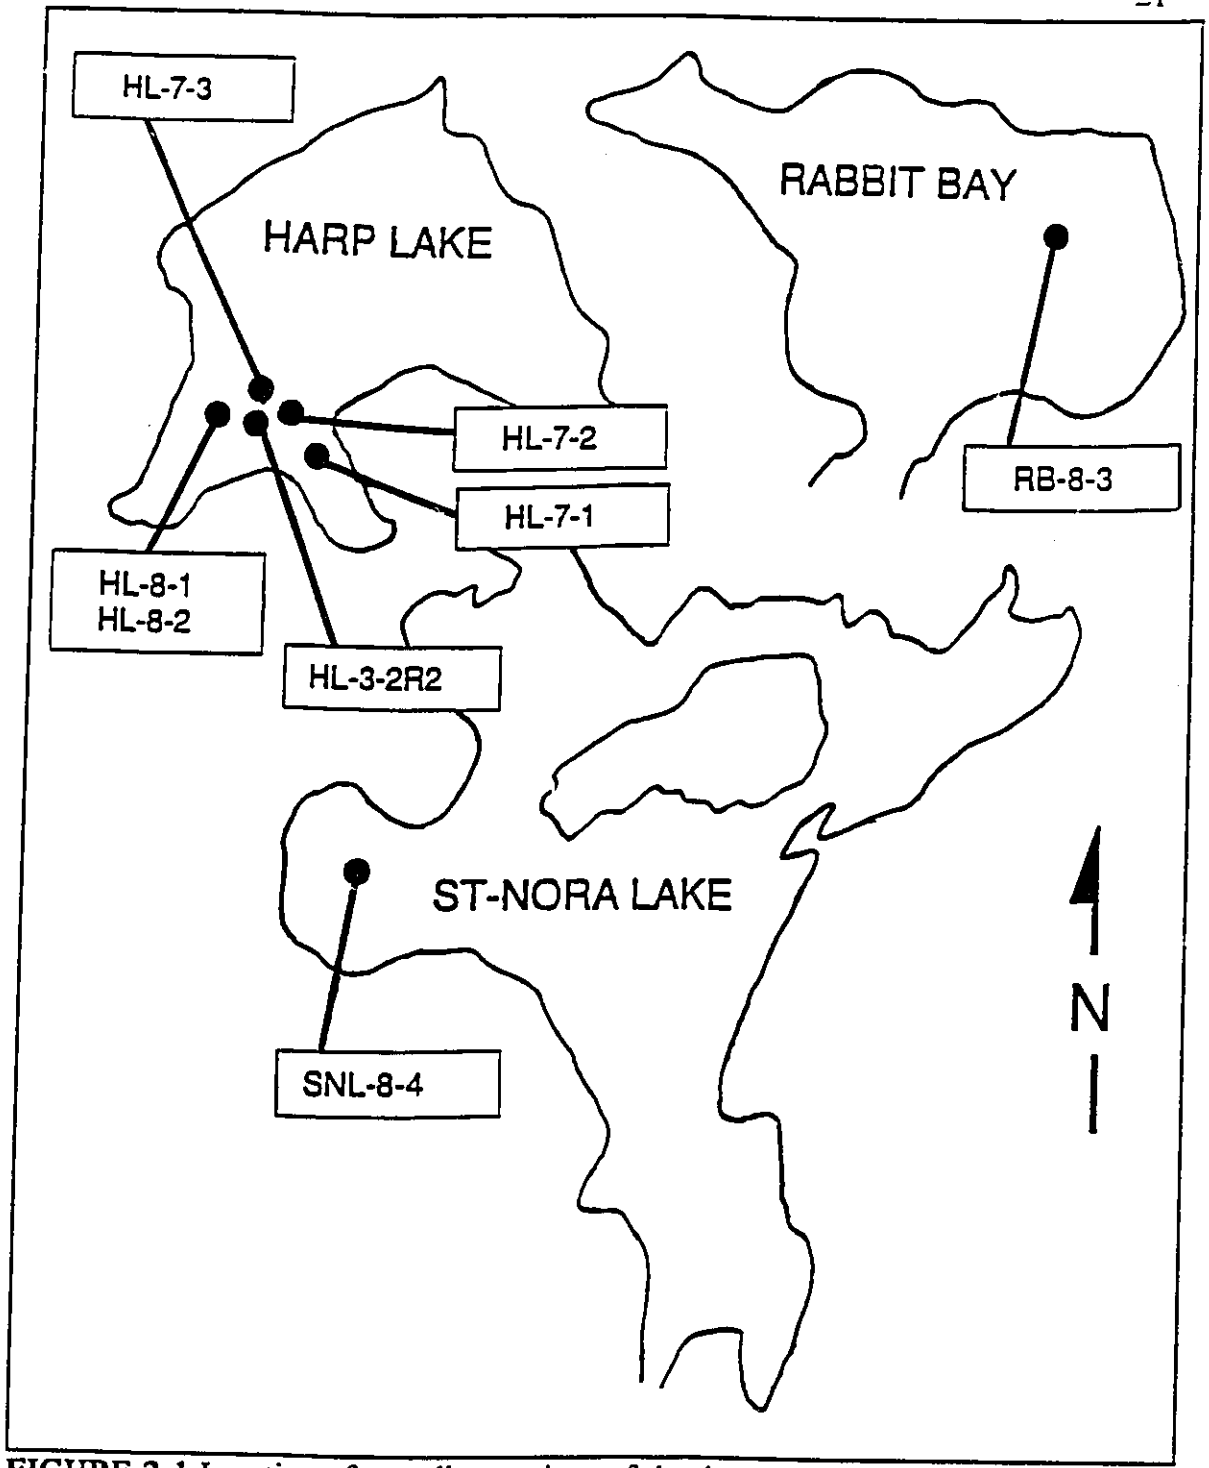 HL-7-3
RABBIT BAY
HARP LAKE
HL-7-2
RB-8-3
HL-7-1
HL-8-1
HL-8-2
HL-3-2R2
ST-NORA LAKE
N
SNL-8-4